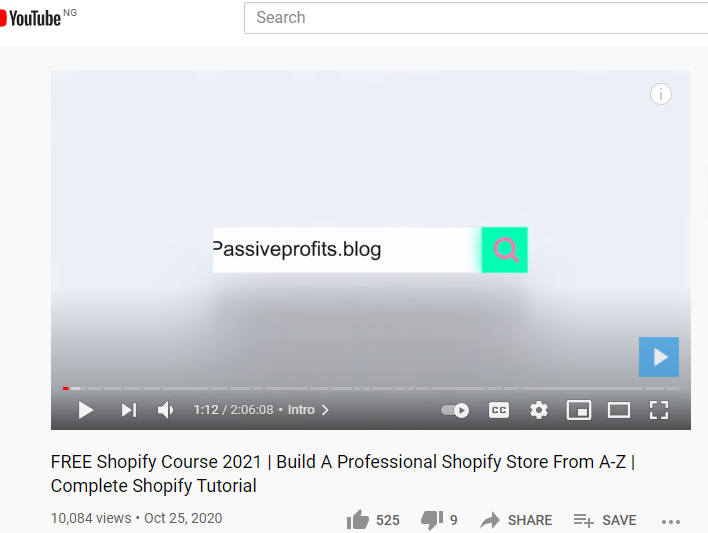 YouTube NG
Search
Passiveprofits.blog
1:12 / 2:06:08 • Intro
CC
FREE Shopify Course 2021 | Build A Professional Shopify Store From A-Z |
Complete Shopify Tutorial
10,084 views • Oct 25, 2020
525
9
SHARE
SAVE